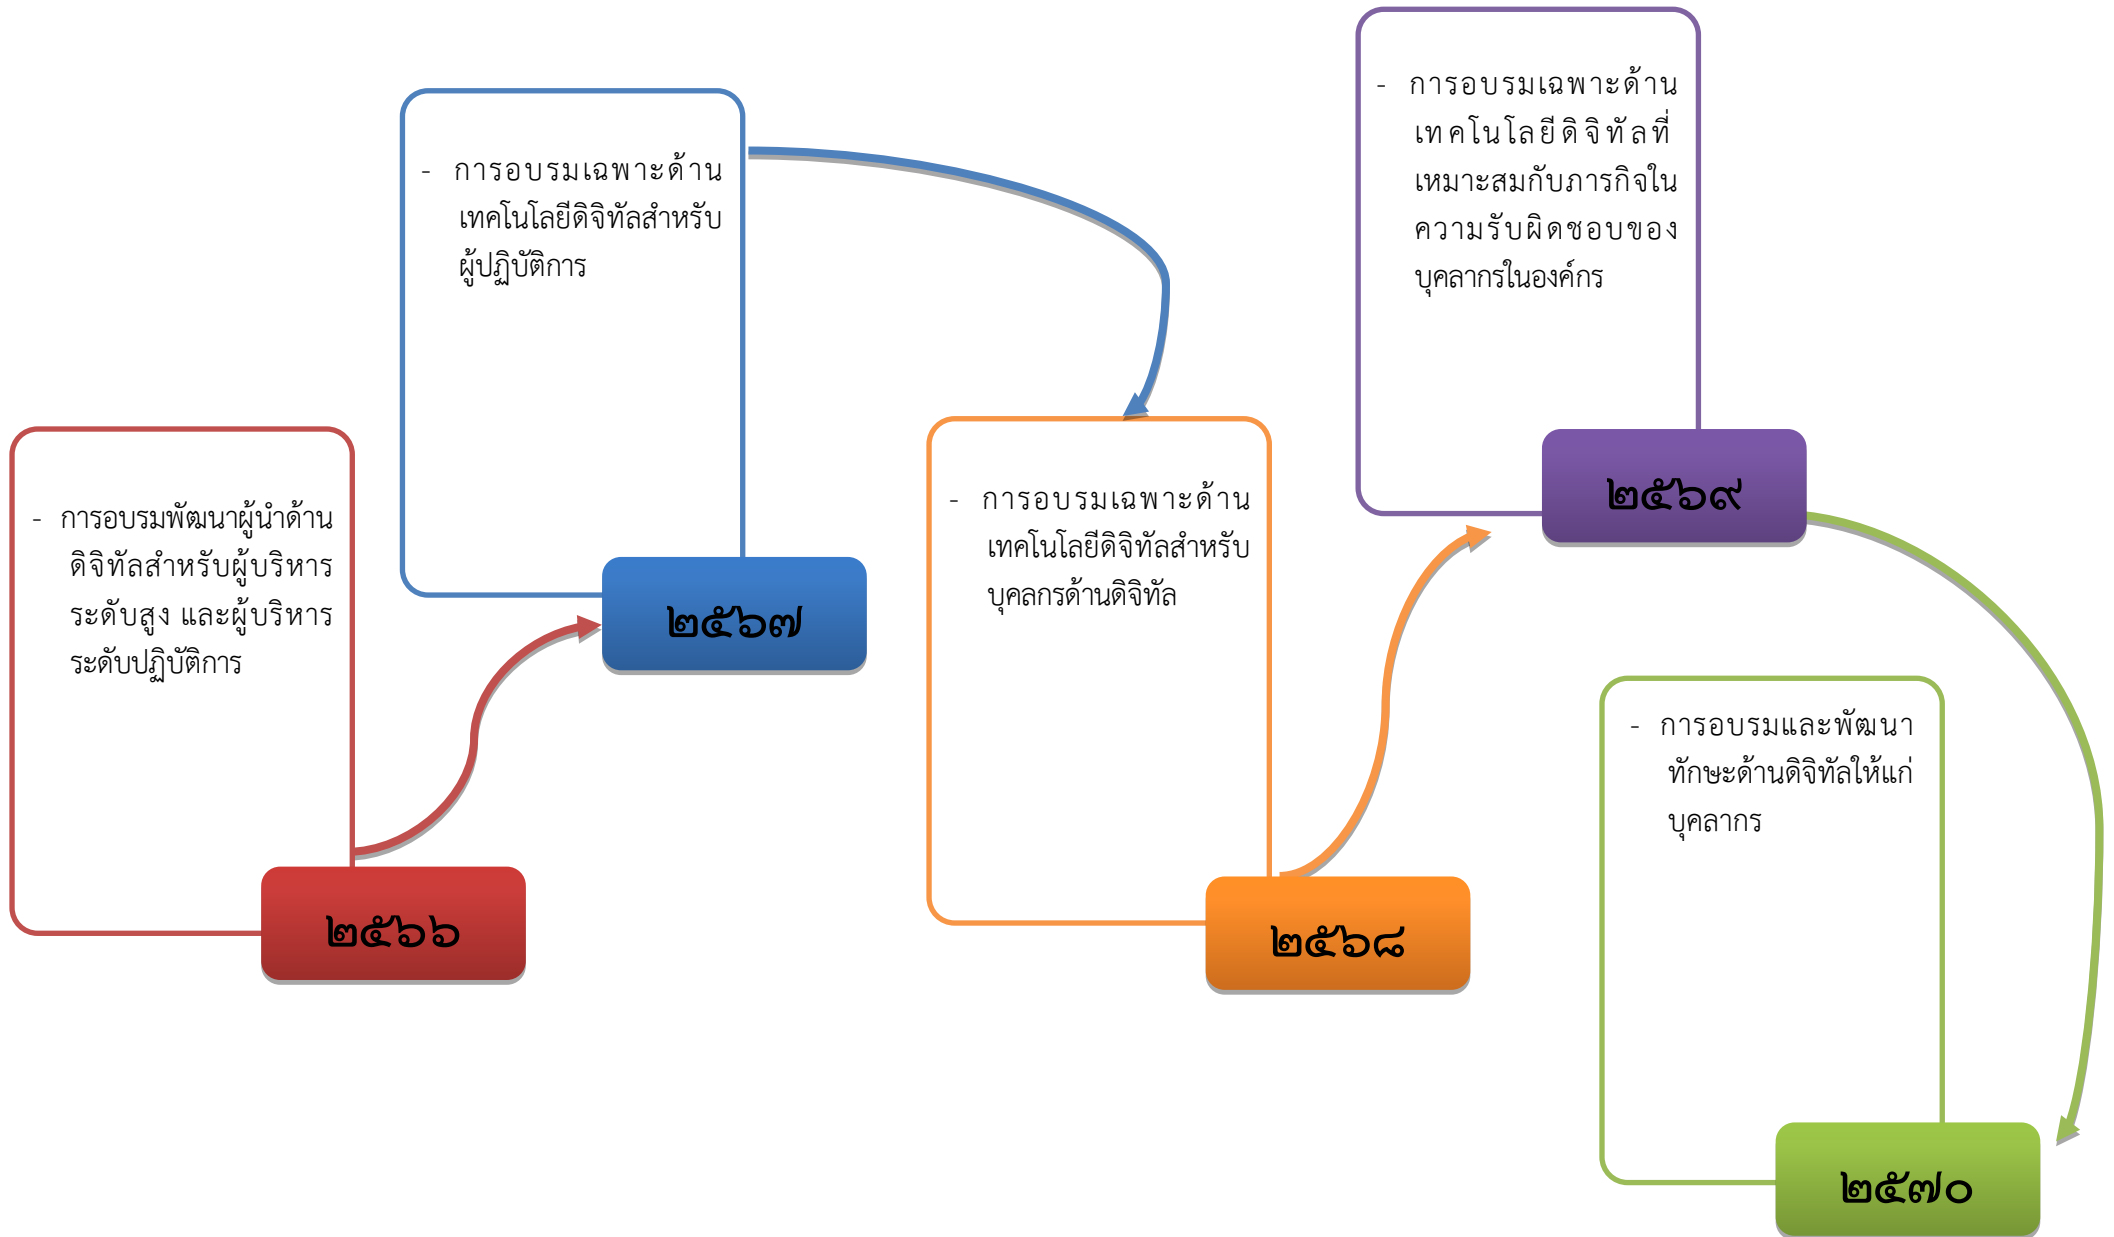 - การอบรมพัฒนาผู้นำด้าน
ดิจิทัลสำหรับผู้บริหาร
ระดับสูง และผู้บริหาร
ระดับปฏิบัติการ
๒๕๖๖
- การอบรมเฉพาะด้าน
เทคโนโลยีดิจิทัลสำหรับ
ผู้ปฏิบัติการ
๒๕๖๗
- การอบรมเฉพาะด้าน
เทคโนโลยีดิจิทัลสำหรับ
บุคลกรด้านดิจิทัล
๒๕๖๘
- การอบรมเฉพาะด้าน
เทคโนโลยีดิจิทัลที่
เหมาะสมกับภารกิจใน
ความรับผิดชอบของ
บุคลากรในองค์กร
๒๕๖๙
- การอบรมและพัฒนา
ทักษะด้านดิจิทัลให้แก่
บุคลากร
๒๕๗๐